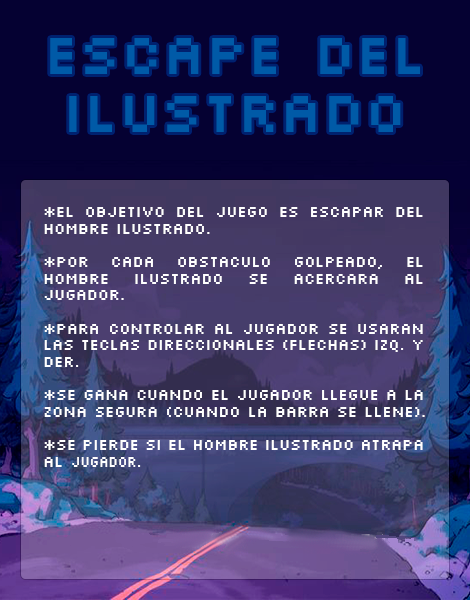 ESCAPE DEL
ILUSTRADO
*EL OBJETIVO DEL JUEGO ES ESCAPAR DEL
HOMBRE ILUSTRADO.
*POR CADA OBSTACULO GOLPEADO, EL
HOMBRE ILUSTRADO SE ACERCARA AL
JUGADOR.
*PARA CONTROLAR AL JUGADOR SE USARAN
LAS TECLAS DIRECCIONALES (FLECHAS) IZQ. Y
DER.
*SE GANA CUANDO EL JUGADOR LLEGUE A LA
ZONA SEGURA (CUANDO LA BARRA SE LLENE).
*SE PIERDE SI EL HOMBRE ILUSTRADO ATRAPA
AL JUGADOR.